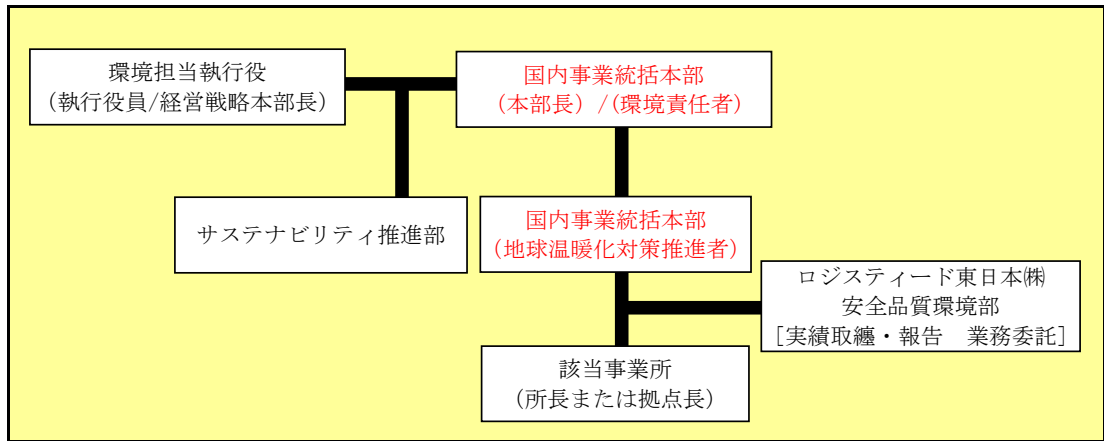 環境担当執行役
（執行役員/経営戦略本部長）
国内事業統括本部
（本部長）/(環境責任者）
サステナビリティ推進部
国内事業統括本部
（地球温暖化対策推進者）
ロジスティード東日本㈱
安全品質環境部
［実績取纏・報告　業務委託］
該当事業所
（所長または拠点長）